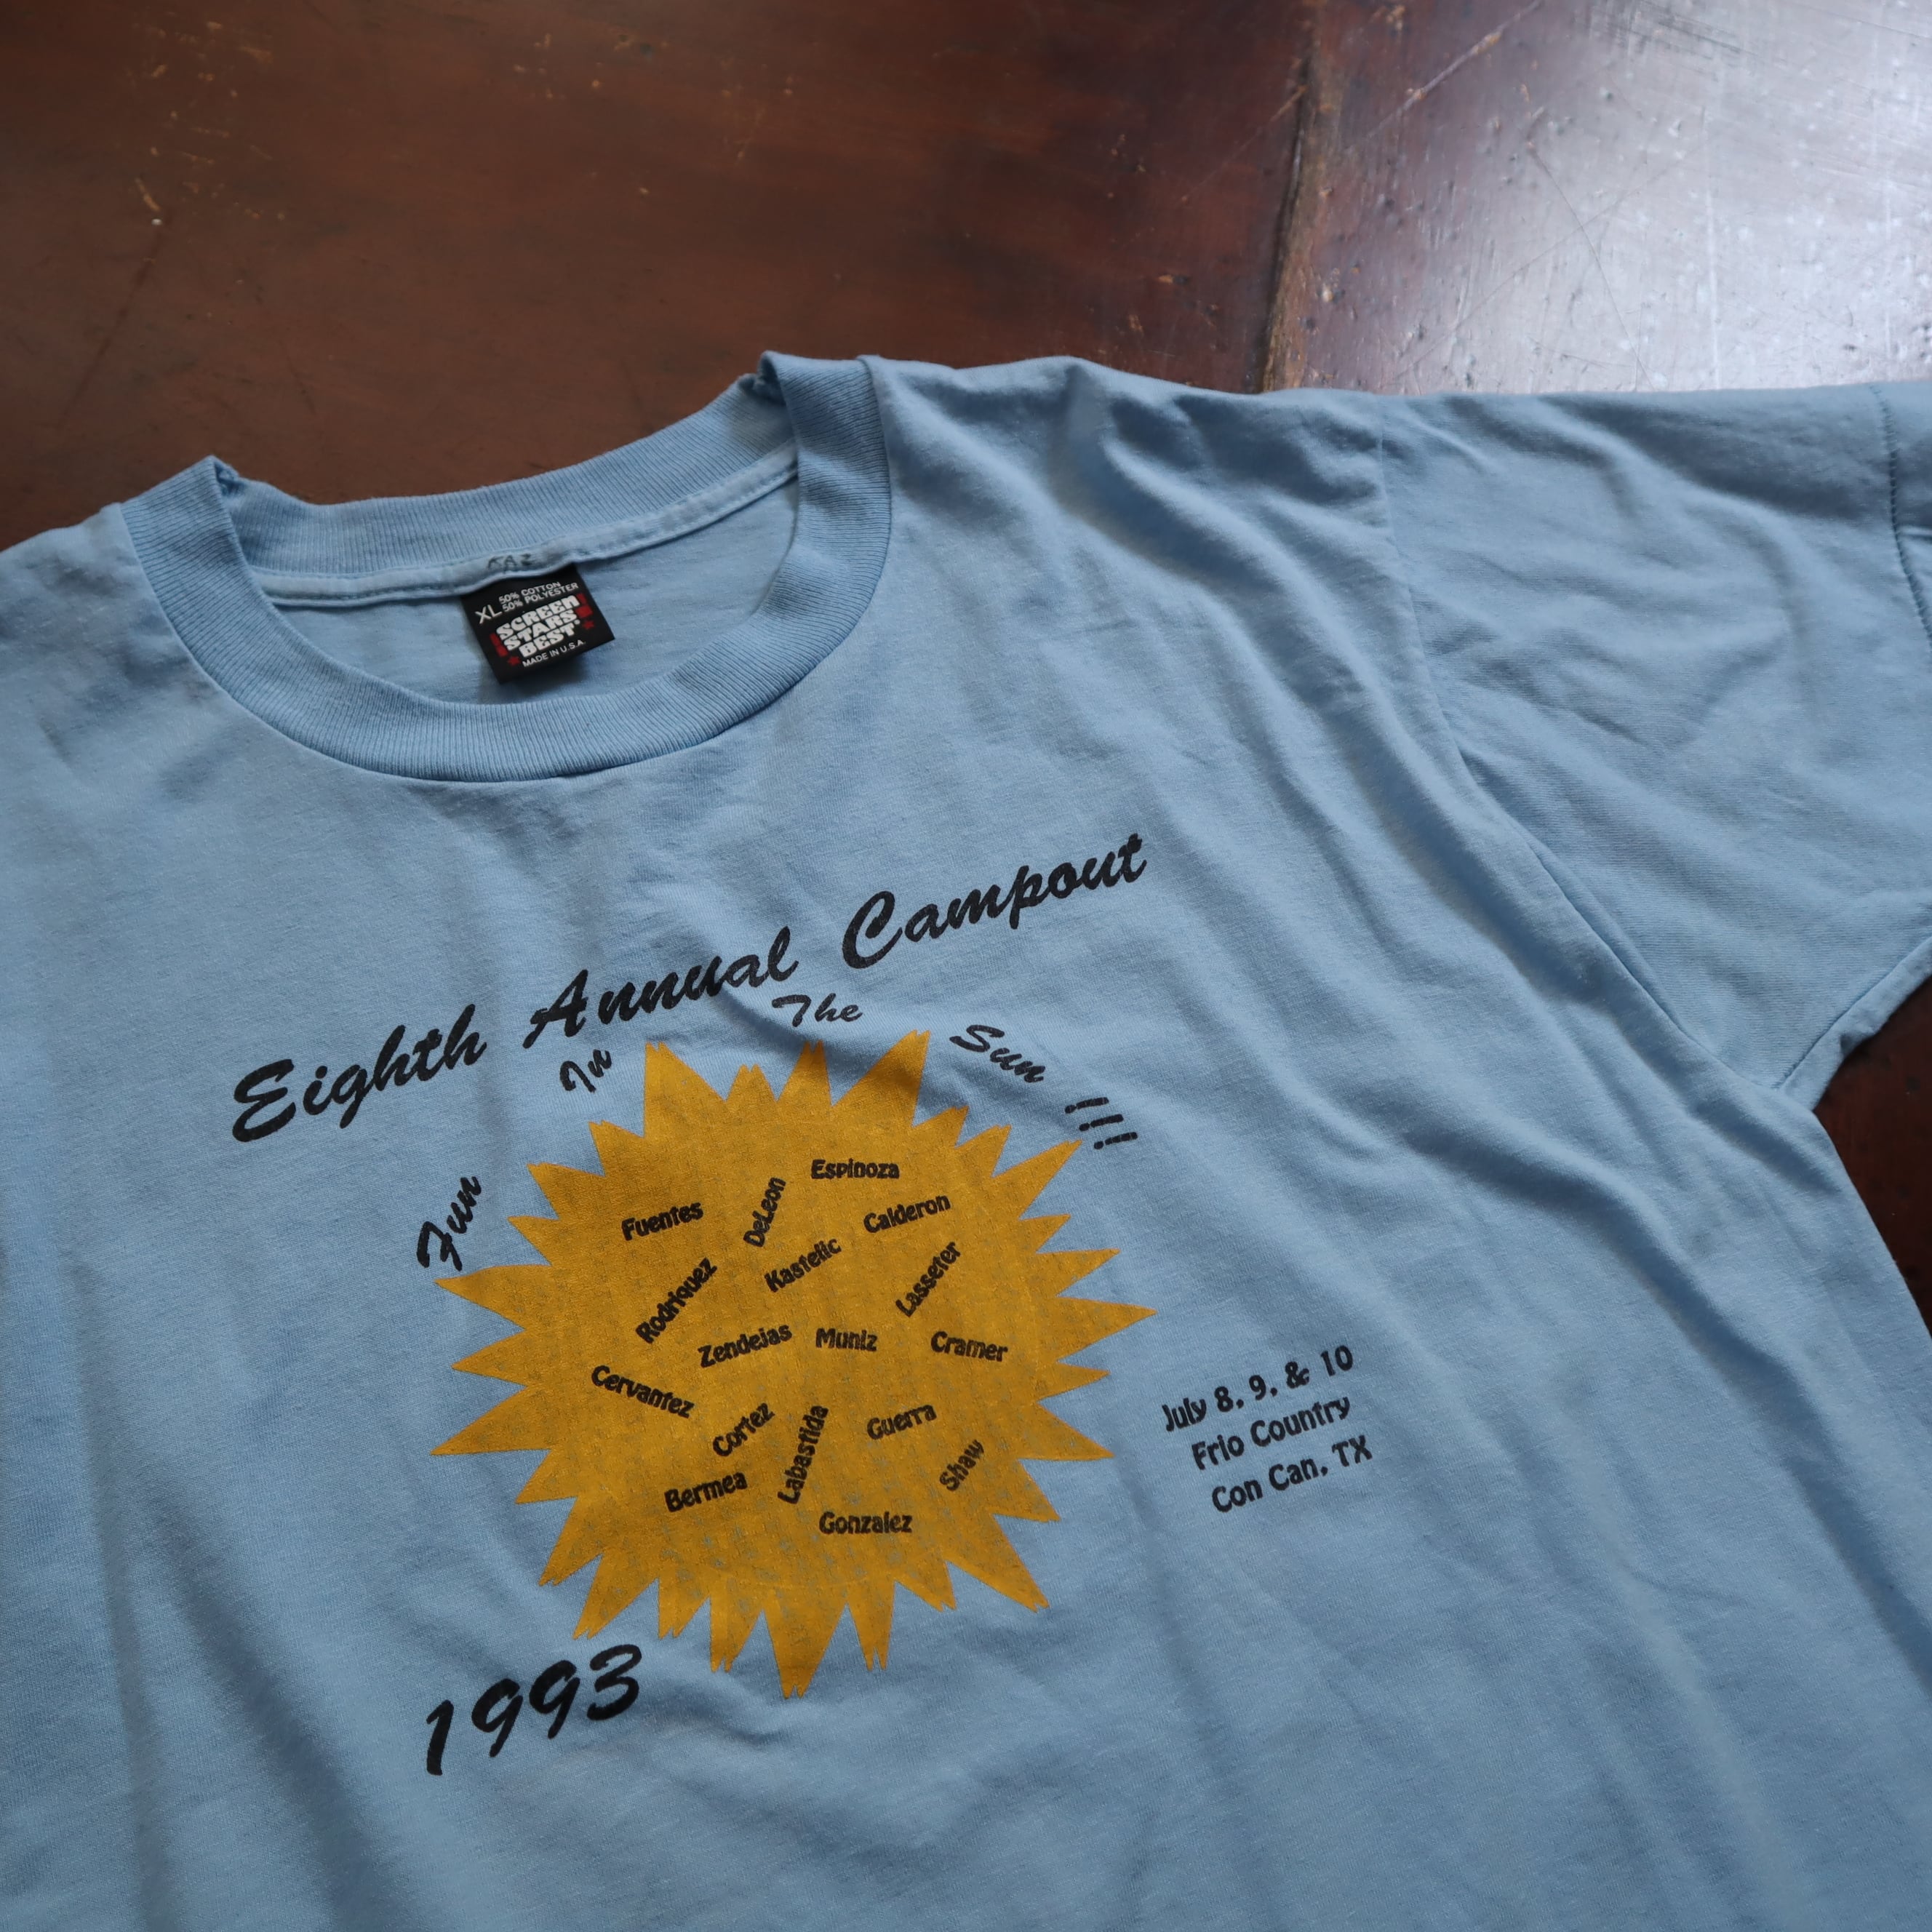 KAZ
XL 50% COTTON
50% POLYESTER
SCREEN
STARS
BEST
MADE IN U.S.A.
Eighth Annual Campout
Fun In The Sun !!!
Espinoza
Fuentes
DeLeon
Calderon
Kastelic
Rodriquez
Lasseter
Zendejas
Muniz
Cramer
Cervantez
Cortez
Labastida
Guerra
Shaw
Bermea
Gonzalez
July 8, 9, & 10
Frio Country
Con Can, TX
1993